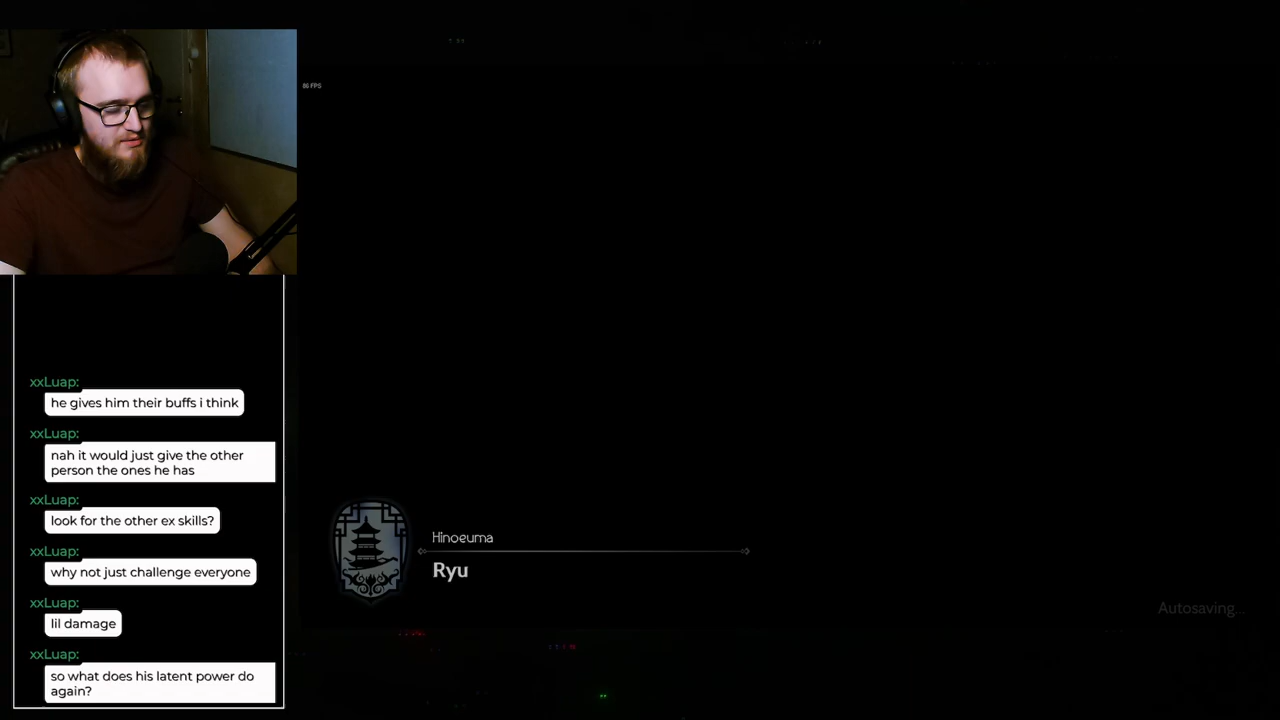 86 FPS
xxLuap:
he gives him their buffs i think
xxLuap:
nah it would just give the other
person the ones he has
xxLuap:
look for the other ex skills?
xxLuap:
why not just challenge everyone
xxLuap:
lil damage
xxLuap:
so what does his latent power do
again?
Hinoeuma
Ryu
Autosaving...